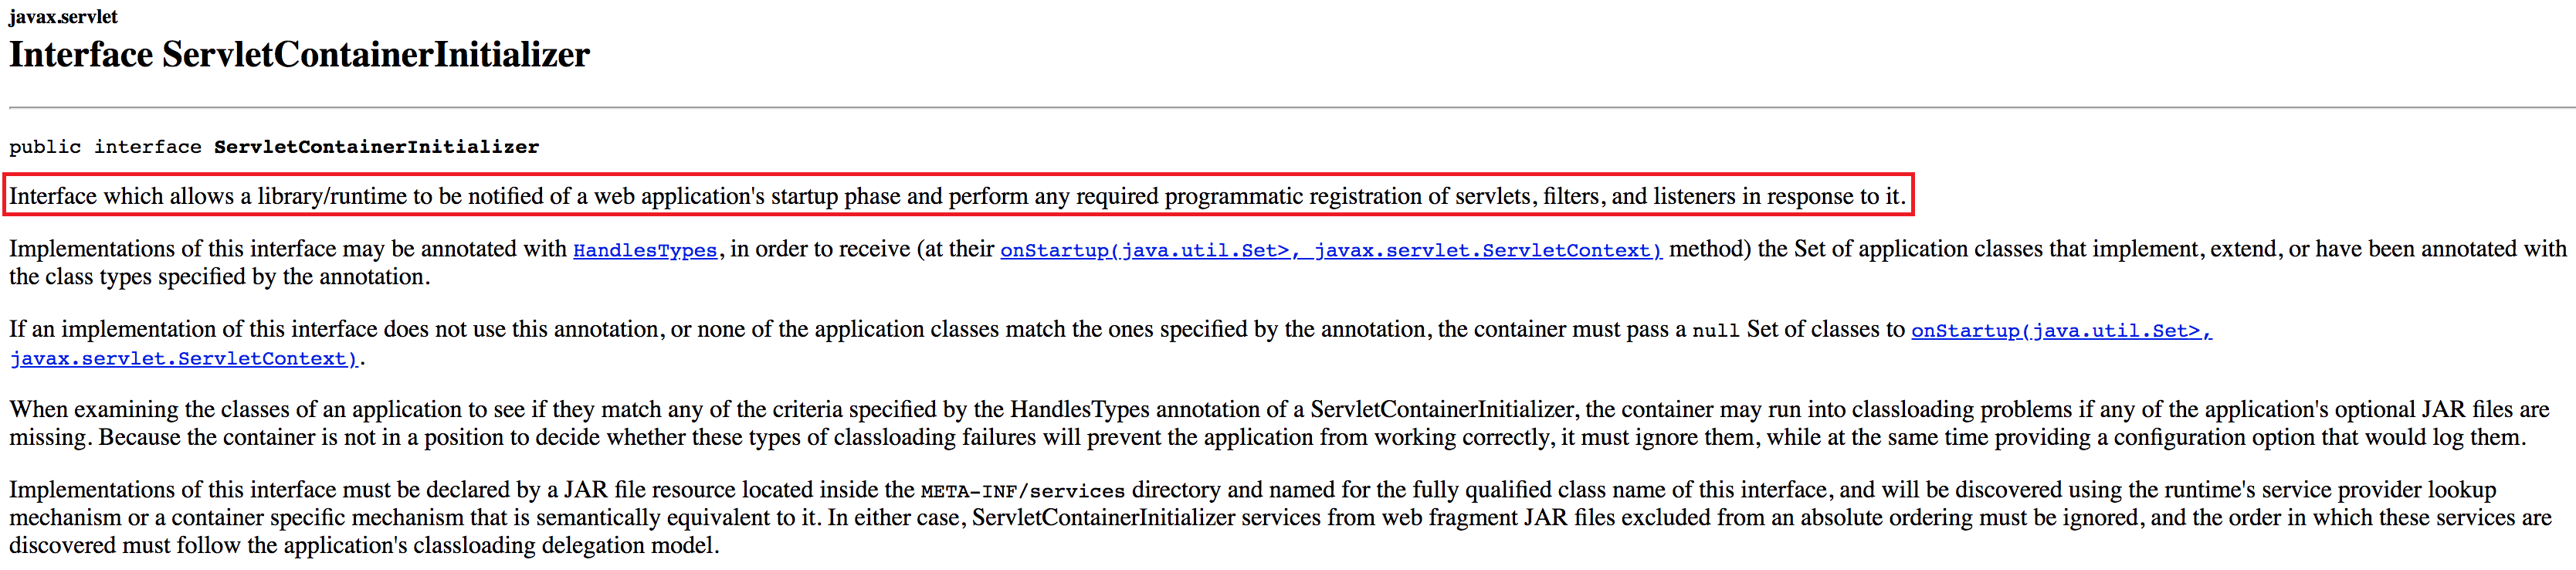 javax.servlet
Interface ServletContainerInitializer
public interface ServletContainerInitializer
Interface which allows a library/runtime to be notified of a web application's startup phase and perform any required programmatic registration of servlets, filters, and listeners in response to it.
Implementations of this interface may be annotated with HandlesTypes, in order to receive (at their onStartup(java.util.Set>, javax.servlet.ServletContext) method) the Set of application classes that implement, extend, or have been annotated with
the class types specified by the annotation.
If an implementation of this interface does not use this annotation, or none of the application classes match the ones specified by the annotation, the container must pass a null Set of classes to onStartup(java.util.Set>,
javax.servlet.ServletContext).
When examining the classes of an application to see if they match any of the criteria specified by the HandlesTypes annotation of a ServletContainerInitializer, the container may run into classloading problems if any of the application's optional JAR files are
missing. Because the container is not in a position to decide whether these types of classloading failures will prevent the application from working correctly, it must ignore them, while at the same time providing a configuration option that would log them.
Implementations of this interface must be declared by a JAR file resource located inside the META-INF/services directory and named for the fully qualified class name of this interface, and will be discovered using the runtime's service provider lookup
mechanism or a container specific mechanism that is semantically equivalent to it. In either case, ServletContainerInitializer services from web fragment JAR files excluded from an absolute ordering must be ignored, and the order in which these services are
discovered must follow the application's classloading delegation model.